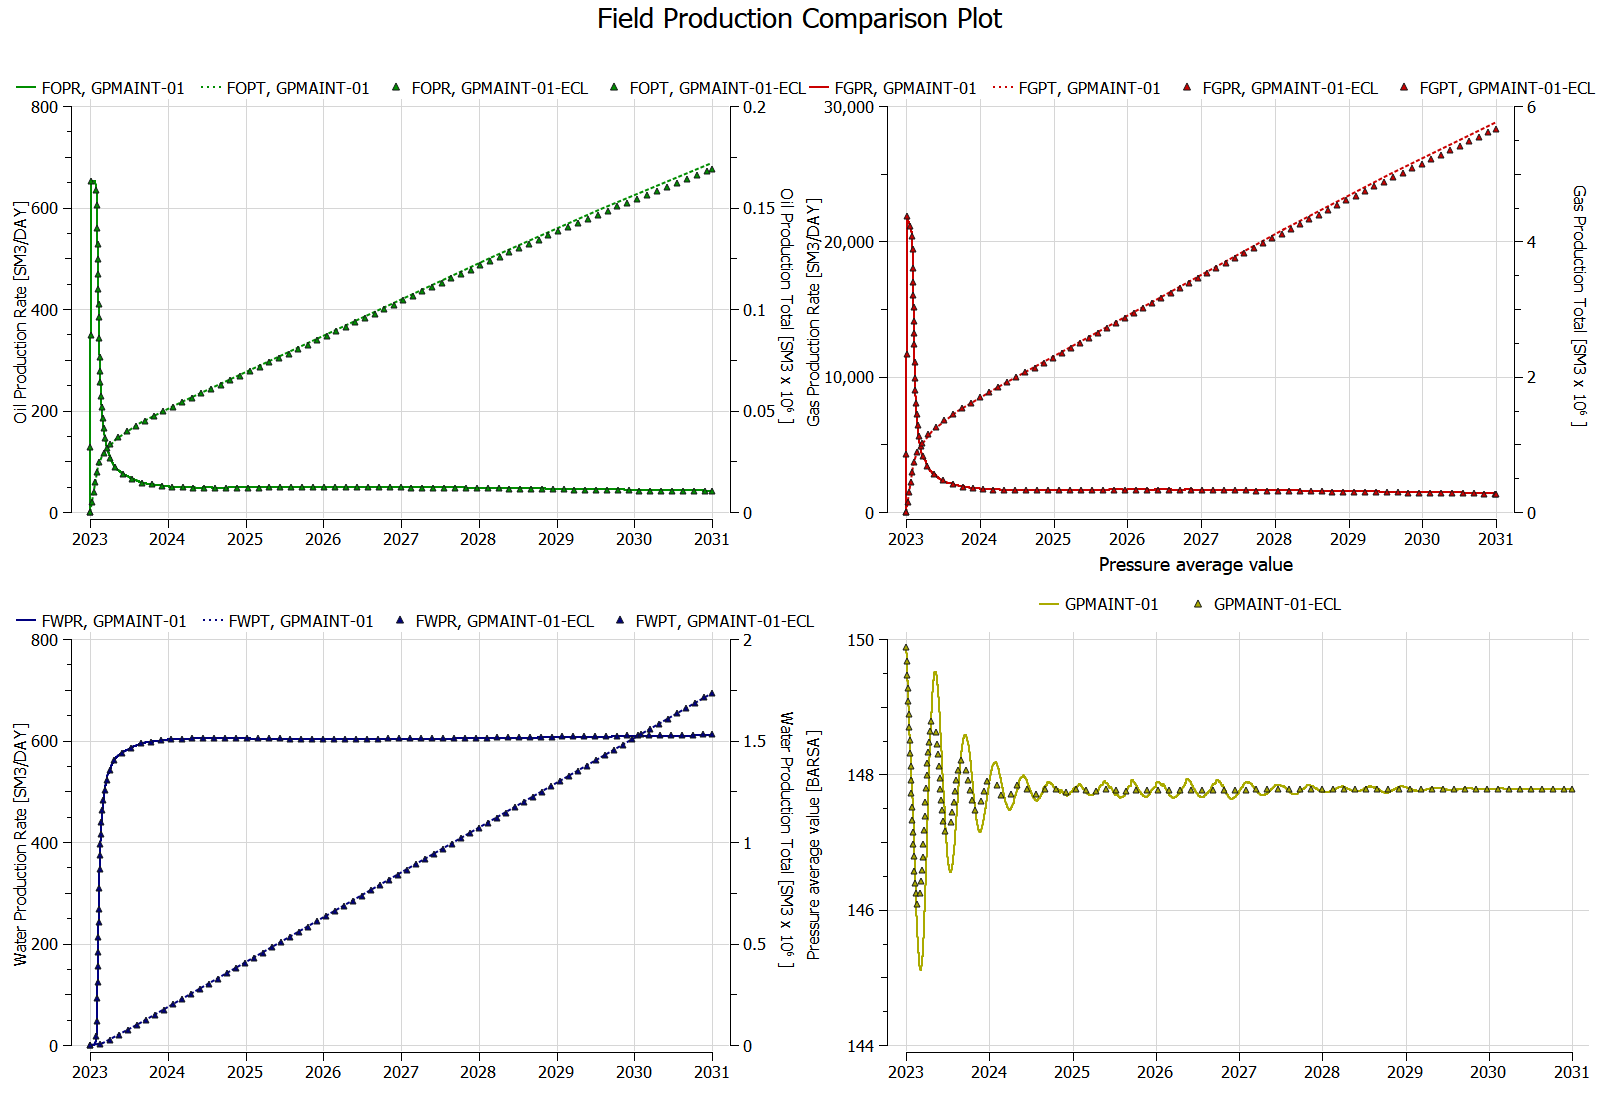 Field Production Comparison Plot
FOPR, GPMAINT-01 FOPT, GPMAINT-01 FOPR, GPMAINT-01-ECL FOPT, GPMAINT-01-ECL
800 600 400 200 0
Oil Production Rate [SM3/DAY]
0.2 0.15 0.1 0.05 0
Oil Production Total [SM3 x 10⁶ ]
2023 2024 2025 2026 2027 2028 2029 2030 2031
FGPR, GPMAINT-01 FGPT, GPMAINT-01 FGPR, GPMAINT-01-ECL FGPT, GPMAINT-01-ECL
30,000 20,000 10,000 0
Gas Production Rate [SM3/DAY]
6 4 2 0
Gas Production Total [SM3 x 10⁶ ]
2023 2024 2025 2026 2027 2028 2029 2030 2031
FWPR, GPMAINT-01 FWPT, GPMAINT-01 FWPR, GPMAINT-01-ECL FWPT, GPMAINT-01-ECL
800 600 400 200 0
Water Production Rate [SM3/DAY]
2 1.5 1 0.5 0
Water Production Total [SM3 x 10⁶ ]
2023 2024 2025 2026 2027 2028 2029 2030 2031
Pressure average value
GPMAINT-01 GPMAINT-01-ECL
150 148 146 144
Pressure average value [BARSA]
2023 2024 2025 2026 2027 2028 2029 2030 2031